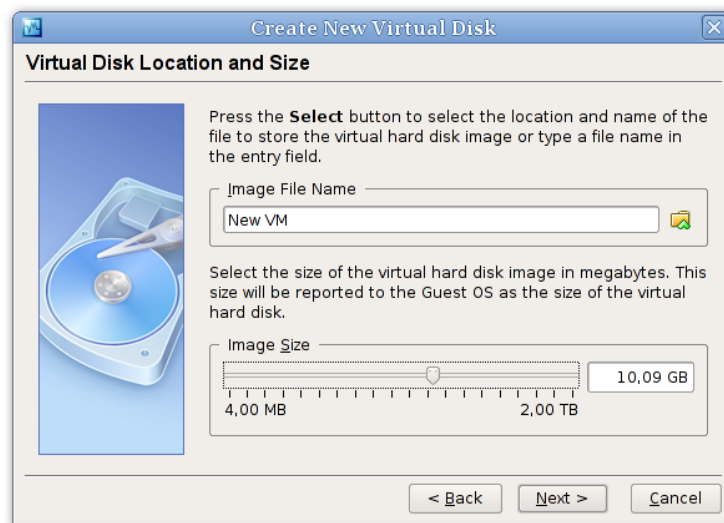 Create New Virtual Disk
Virtual Disk Location and Size
Press the Select button to select the location and name of the
file to store the virtual hard disk image or type a file name in
the entry field.
Image File Name
New VM
Select the size of the virtual hard disk image in megabytes. This
size will be reported to the Guest OS as the size of the virtual
hard disk.
Image Size
10,09 GB
4,00 MB 2,00 TB
< Back Next > Cancel